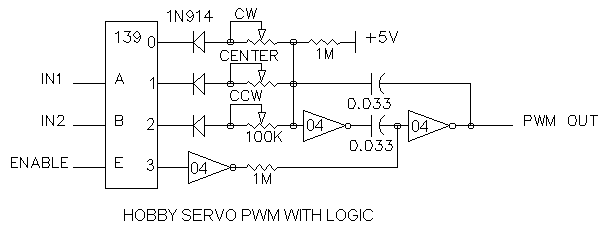 1N914 CW
139 0 +5V
1M
CENTER
IN1 A 1
0.033
CCW
IN2 B 2 04 04 PWM OUT
100K 0.033
ENABLE E 3 04
1M
HOBBY SERVO PWM WITH LOGIC